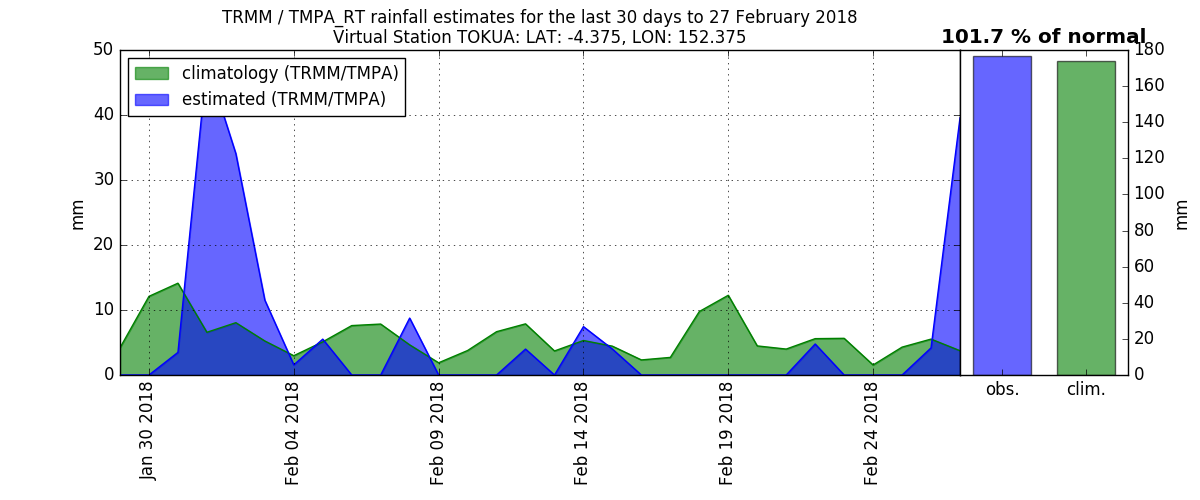 TRMM / TMPA_RT rainfall estimates for the last 30 days to 27 February 2018
Virtual Station TOKUA: LAT: -4.375, LON: 152.375
101.7 % of normal
climatology (TRMM/TMPA)
estimated (TRMM/TMPA)
50
40
30
20
10
0
mm
Jan 30 2018
Feb 04 2018
Feb 09 2018
Feb 14 2018
Feb 19 2018
Feb 24 2018
obs.
clim.
180
160
140
120
100
80
60
40
20
0
mm